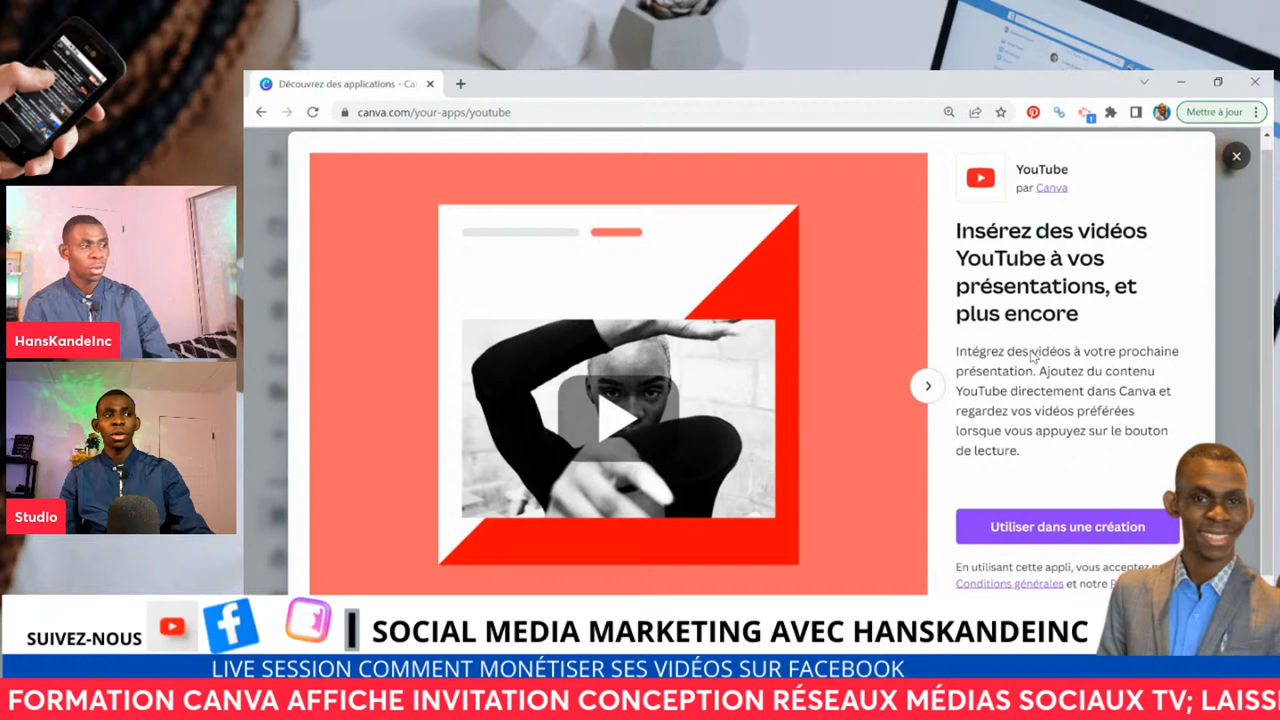 Découvrez des applications - Ca
canva.com/your-apps/youtube
Mettre à jour
YouTube
par Canva
Insérez des vidéos
YouTube à vos
présentations, et
plus encore
Intégrez des vidéos à votre prochaine
présentation. Ajoutez du contenu
YouTube directement dans Canva et
regardez vos vidéos préférées
lorsque vous appuyez sur le bouton
de lecture.
Utiliser dans une création
En utilisant cette appli, vous acceptez
Conditions générales et notre
HansKandeInc
Studio
SUIVEZ-NOUS
SOCIAL MEDIA MARKETING AVEC HANSKANDEINC
LIVE SESSION COMMENT MONÉTISER SES VIDÉOS SUR FACEBOOK
FORMATION CANVA AFFICHE INVITATION CONCEPTION RÉSEAUX MÉDIAS SOCIAUX TV; LAISS